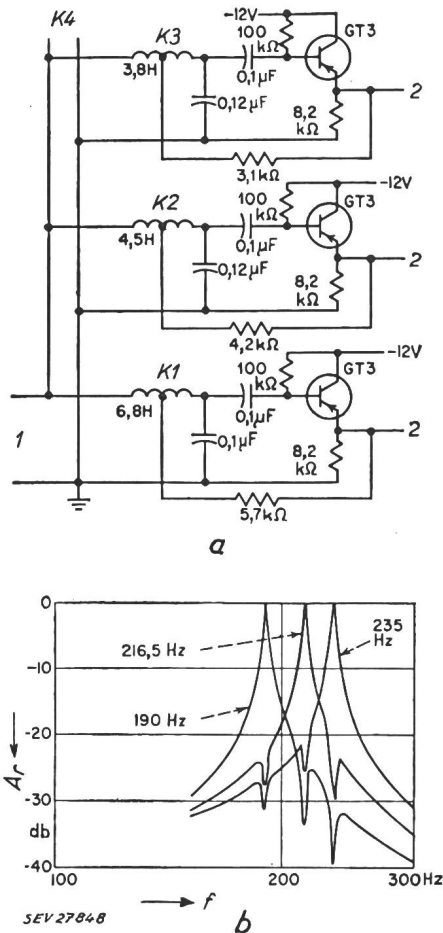 K4
K3
-12V
100
kΩ
GT3
3,8H
0,1μF
0,12μF
8,2
kΩ
2
3,1kΩ
K2
100
kΩ
GT3
-12V
4,5H
0,1μF
0,12μF
8,2
kΩ
2
4,2kΩ
K1
100
kΩ
GT3
-12V
6,8H
0,1μF
0,1μF
1
8,2
kΩ
2
5,7kΩ
a
0
216,5 Hz
235
Hz
-10
190 Hz
-20
Ar
-30
db
-40
100
200
300Hz
f
SEV 27848
b